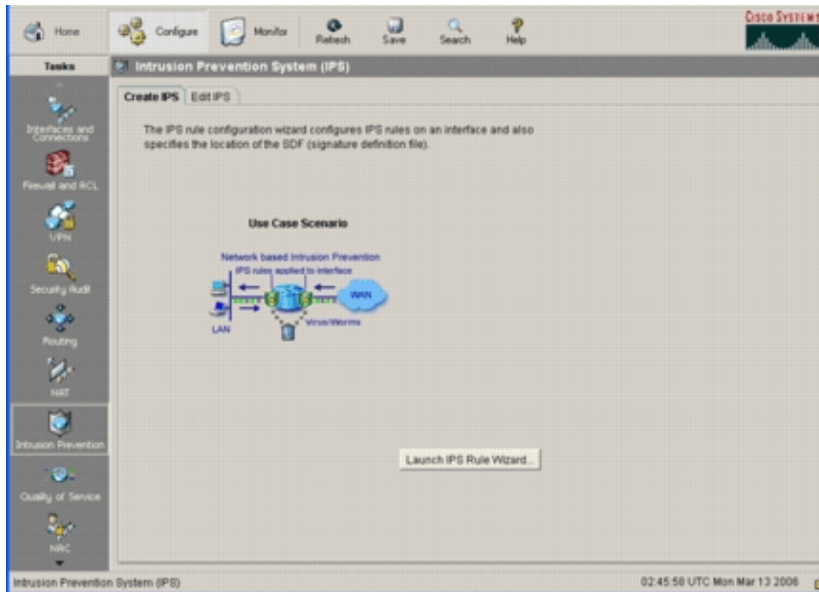 Home
Configure
Monitor
Refresh
Save
Search
Help
CISCO SYSTEMS
Tasks
Intrusion Prevention System (IPS)
Create IPS
Edit IPS
Interfaces and
Connections
Firewall and ACL
VPN
Security Audit
Routing
NAT
Intrusion Prevention
Quality of Service
NAC
The IPS rule configuration wizard configures IPS rules on an interface and also
specifies the location of the SDF (signature definition file).
Use Case Scenario
Network based Intrusion Prevention
IPS rules applied to interface
WAN
LAN
Virus/Worms
Launch IPS Rule Wizard...
Intrusion Prevention System (IPS)
02:45:58 UTC Mon Mar 13 2006